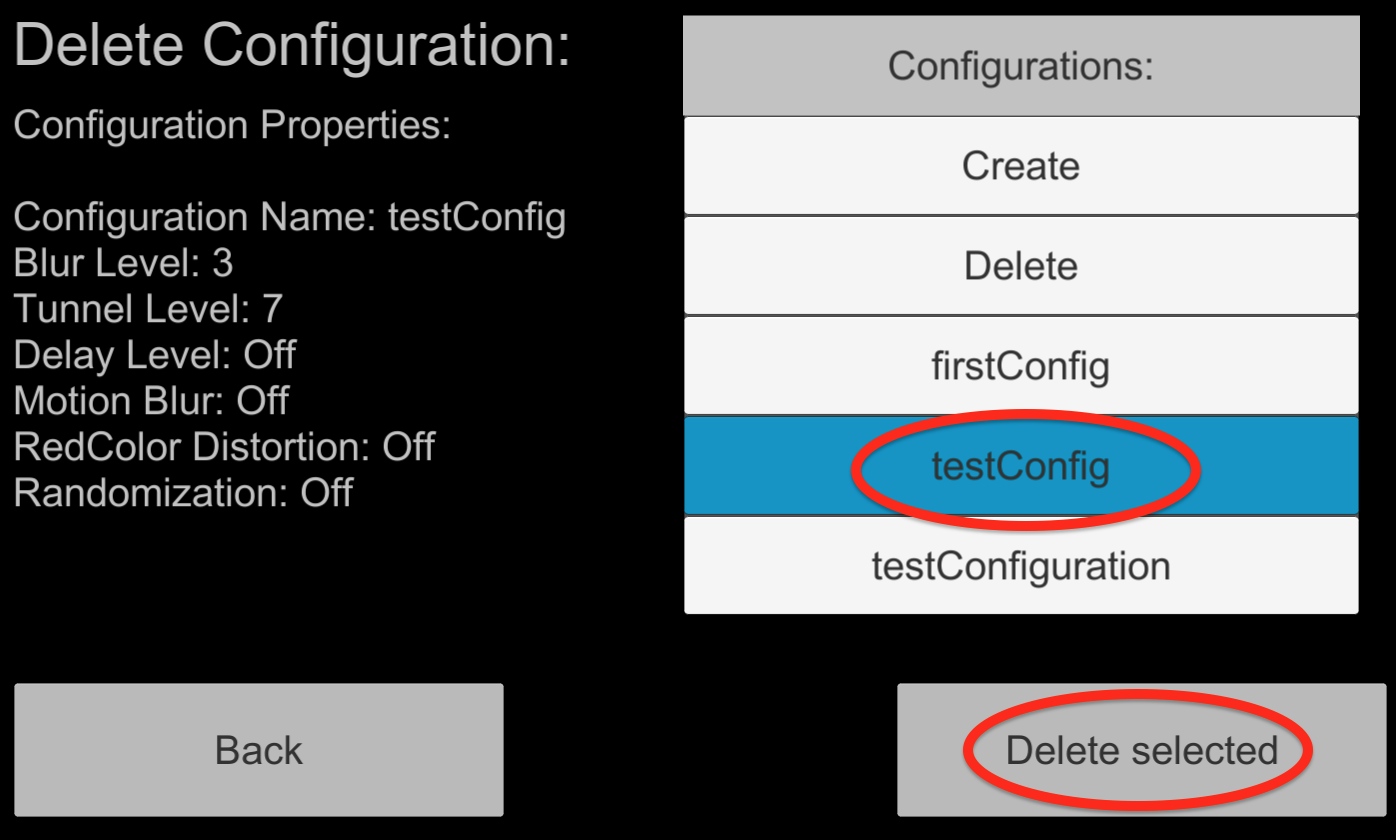 Delete Configuration:
Configuration Properties:
Configuration Name: testConfig
Blur Level: 3
Tunnel Level: 7
Delay Level: Off
Motion Blur: Off
RedColor Distortion: Off
Randomization: Off
Configurations:
Create
Delete
firstConfig
testConfig
testConfiguration
Back
Delete selected